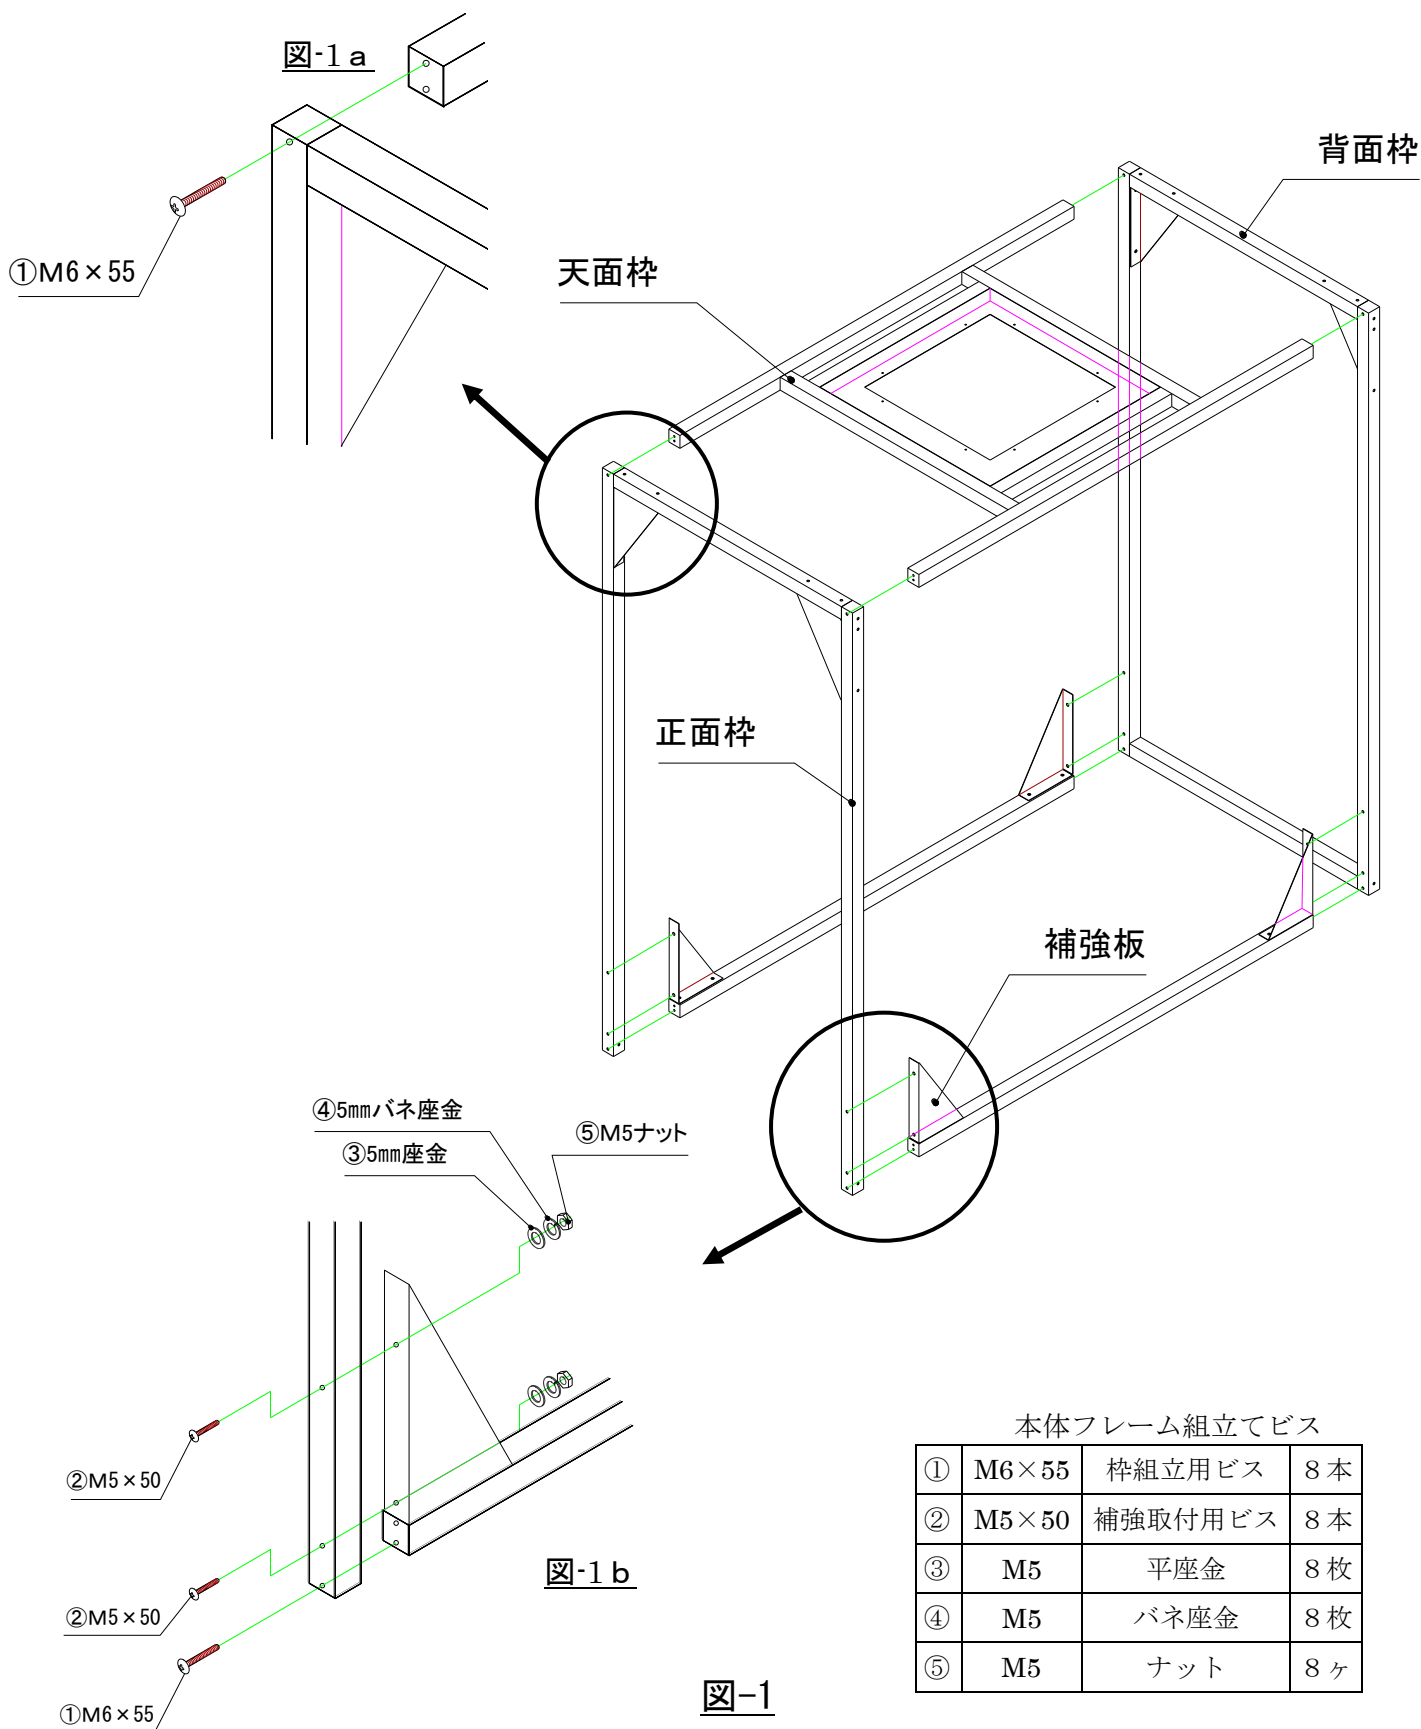 図-1a
①M6×55
背面枠
天面枠
正面枠
補強板
④5mmバネ座金
③5mm座金
⑤M5ナット
②M5×50
②M5×50
①M6×55
図-1b
図-1
本体フレーム組立てビス
① M6×55 枠組立用ビス 8本
② M5×50 補強取付用ビス 8本
③ M5 平座金 8枚
④ M5 バネ座金 8枚
⑤ M5 ナット 8ヶ